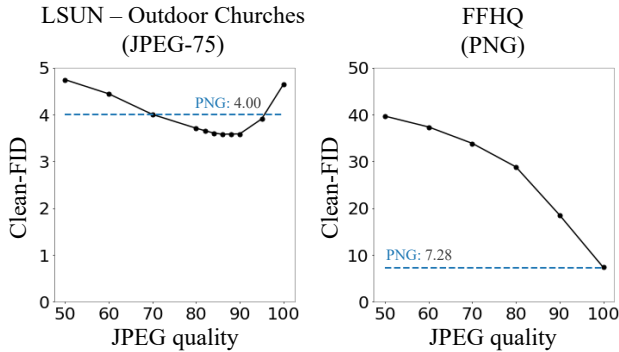 LSUN – Outdoor Churches
(JPEG-75)
5
4
3
2
1
0
Clean-FID
PNG: 4.00
50 60 70 80 90 100
JPEG quality
FFHQ
(PNG)
50
40
30
20
10
0
Clean-FID
PNG: 7.28
50 60 70 80 90 100
JPEG quality